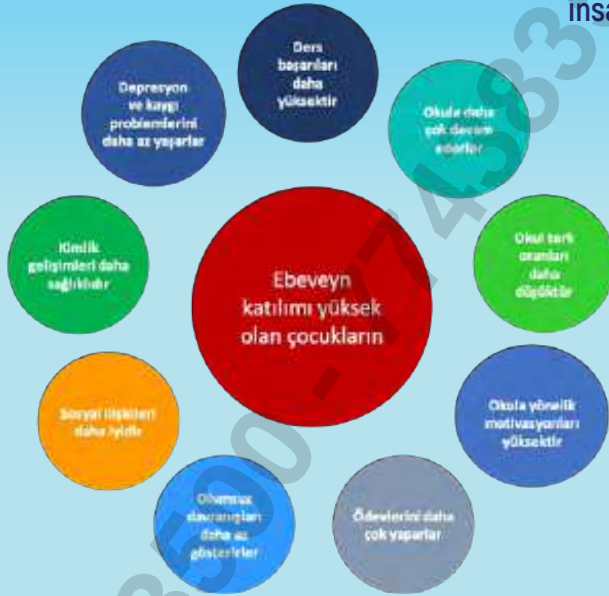 insa
Ders
başarıları
daha
yüksektir
Okula daha
çok devam
ederler
Okul terk
oranları
daha
düşüktür
Okula yönelik
motivasyonları
yüksektir
Ödevlerini daha
çok yaparlar
Olumsuz
davranışları
daha az
gösterirler
Sosyal ilişkileri
daha iyidir
Kimlik
gelişimleri daha
sağlıklıdır
Depresyon
ve kaygı
problemlerini
daha az yaşarlar
Ebeveyn
katılımı yüksek
olan çocukların